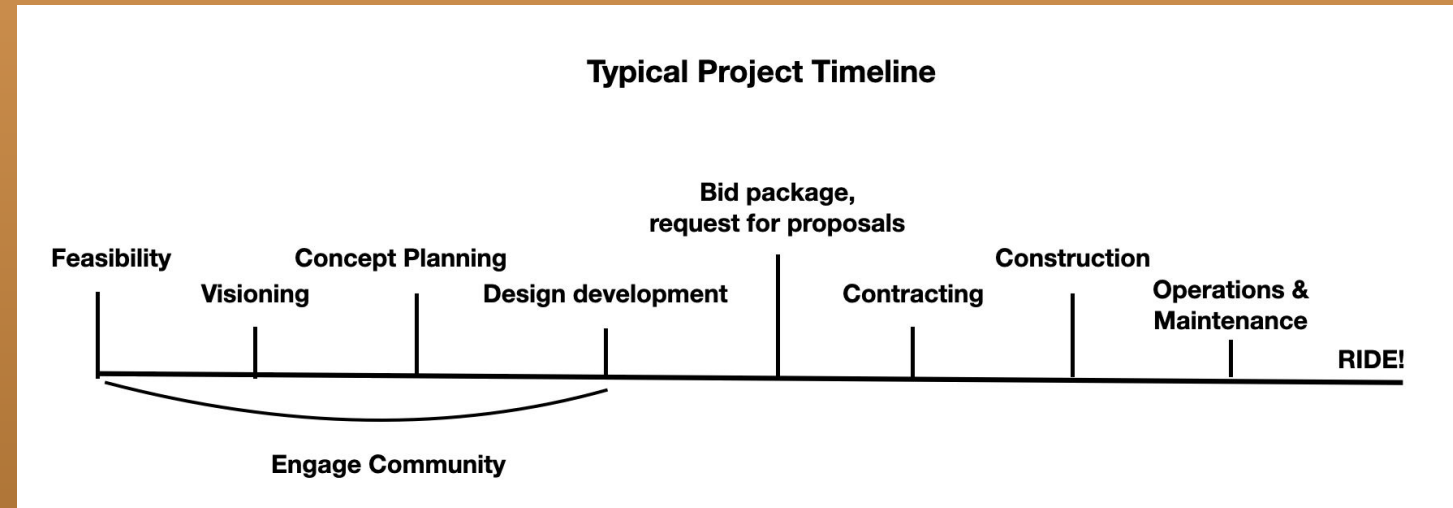 Typical Project Timeline
Bid package,
request for proposals
Feasibility
Concept Planning
Construction
Visioning
Design development
Contracting
Operations &
Maintenance
RIDE!
Engage Community